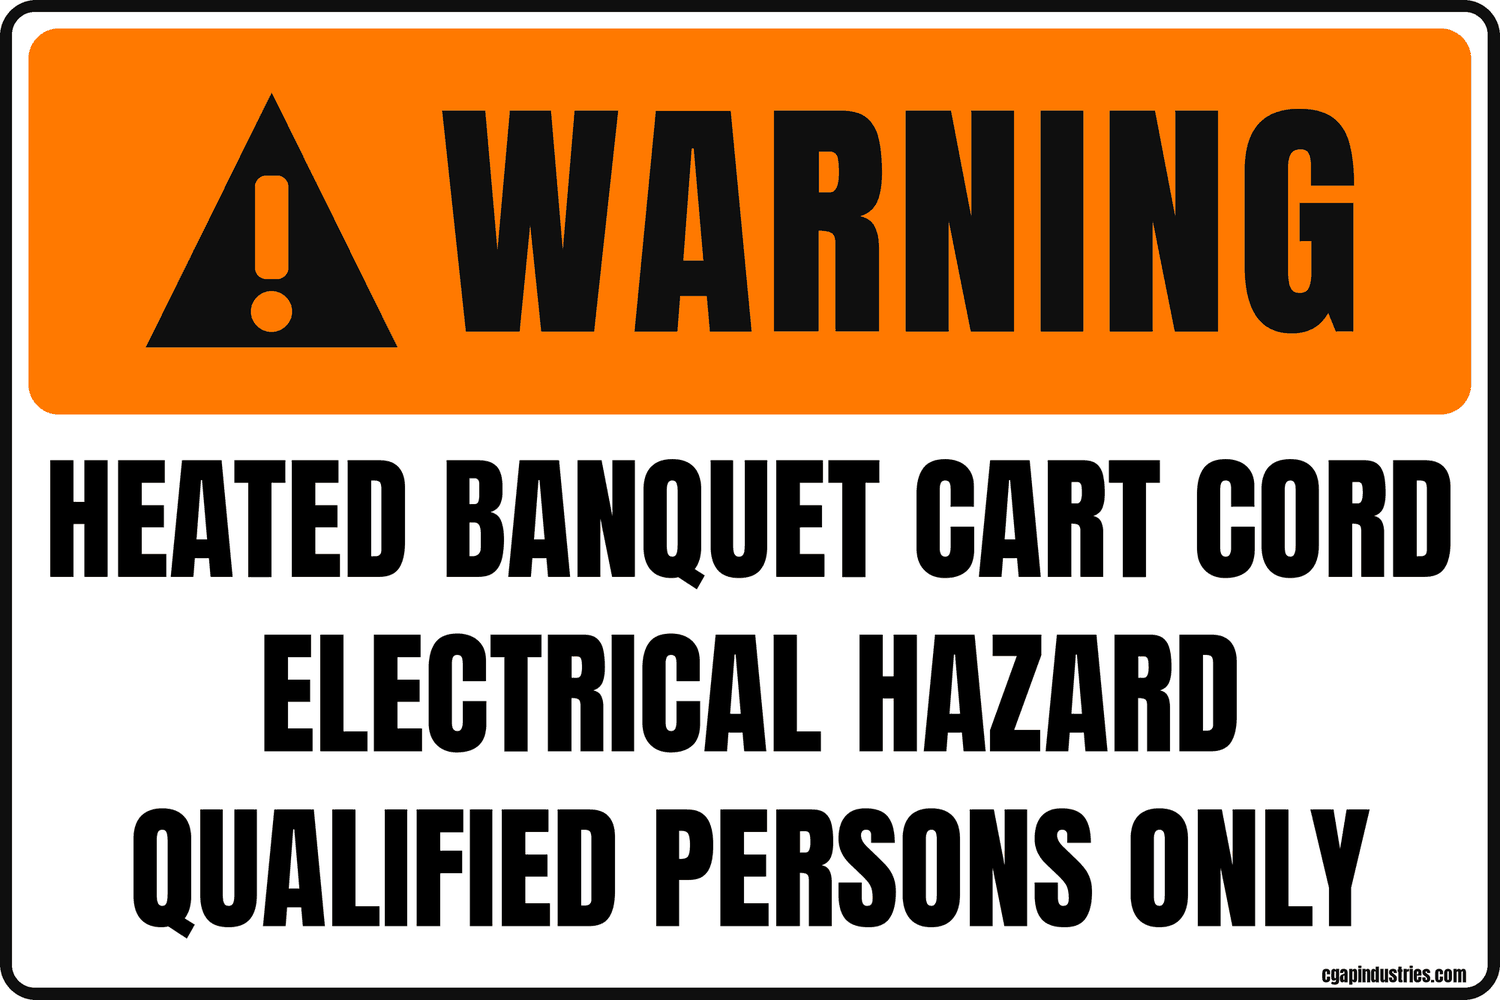 WARNING
HEATED BANQUET CART CORD
ELECTRICAL HAZARD
QUALIFIED PERSONS ONLY
cgapindustries.com